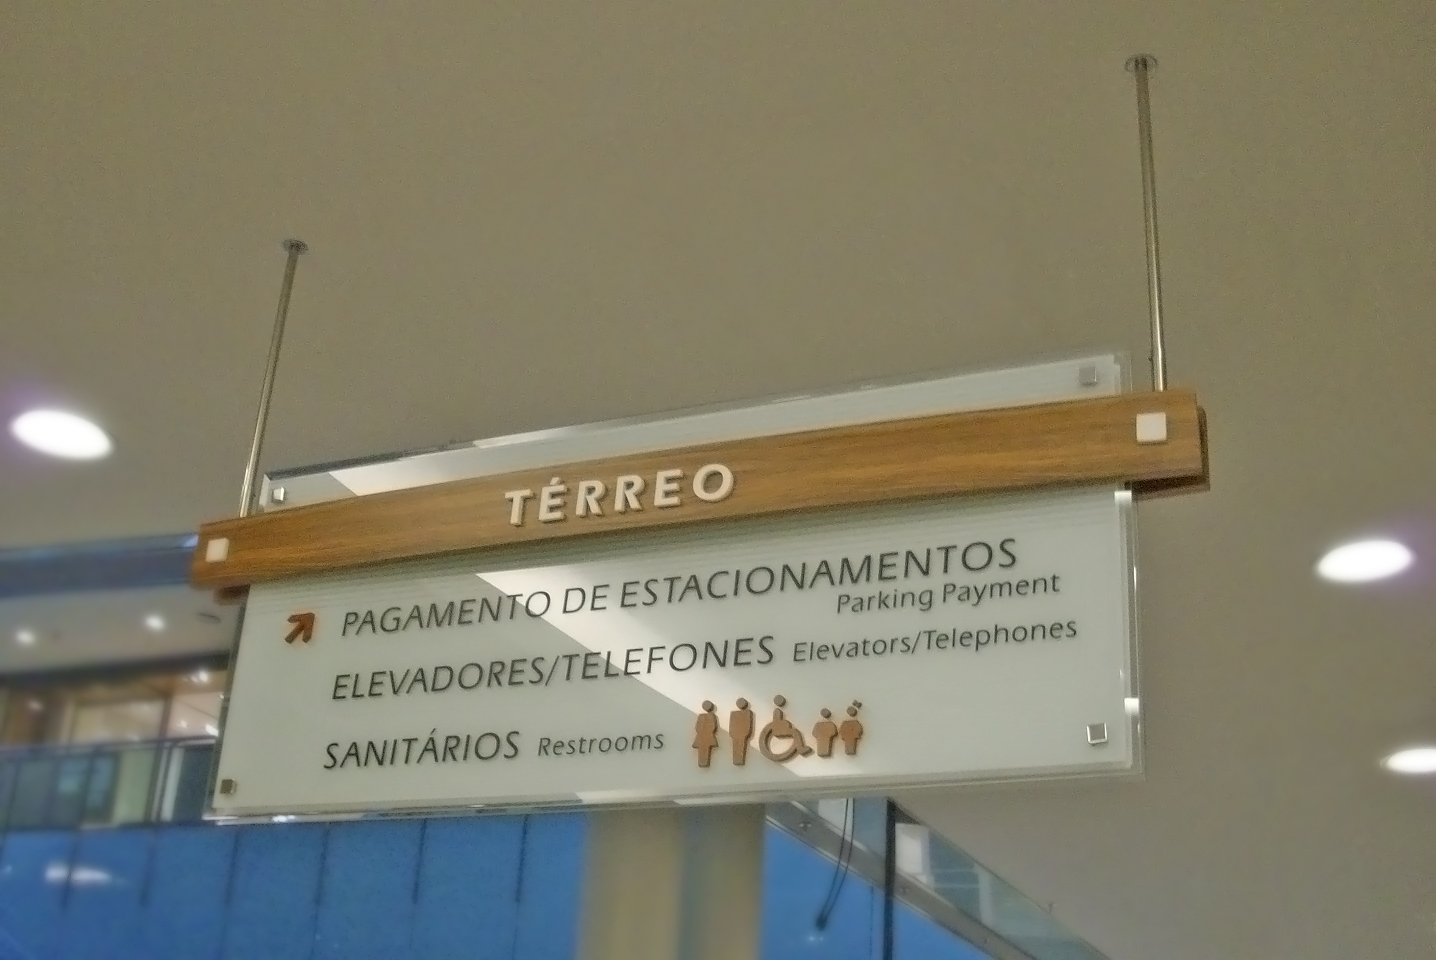 TÉRREO
PAGAMENTO DE ESTACIONAMENTOS
Parking Payment
ELEVADORES/TELEFONES Elevators/Telephones
SANITÁRIOS Restrooms